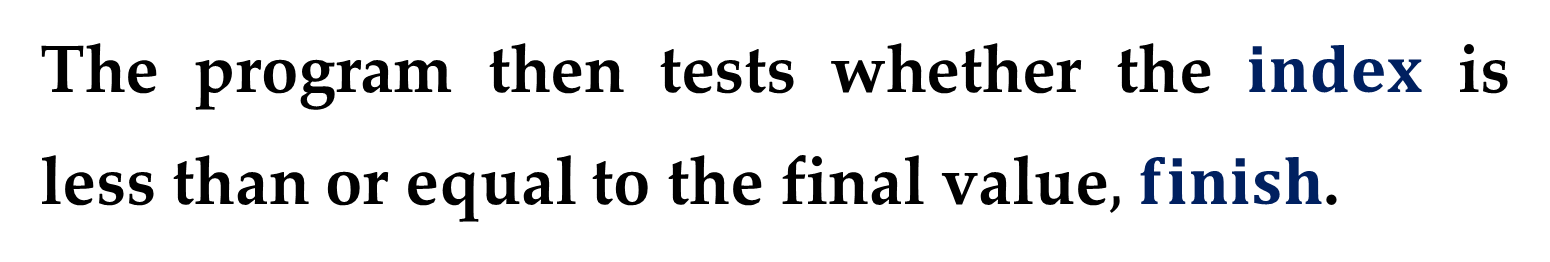 The program then tests whether the index is
less than or equal to the final value, finish.